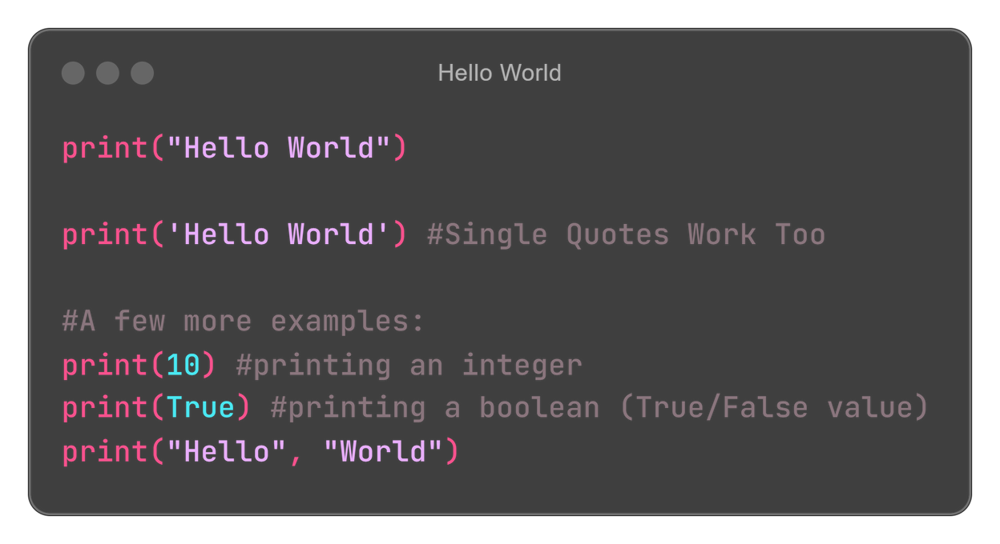 Hello World
print("Hello World")
print('Hello World') #Single Quotes Work Too
#A few more examples:
print(10) #printing an integer
print(True) #printing a boolean (True/False value)
print("Hello", "World")